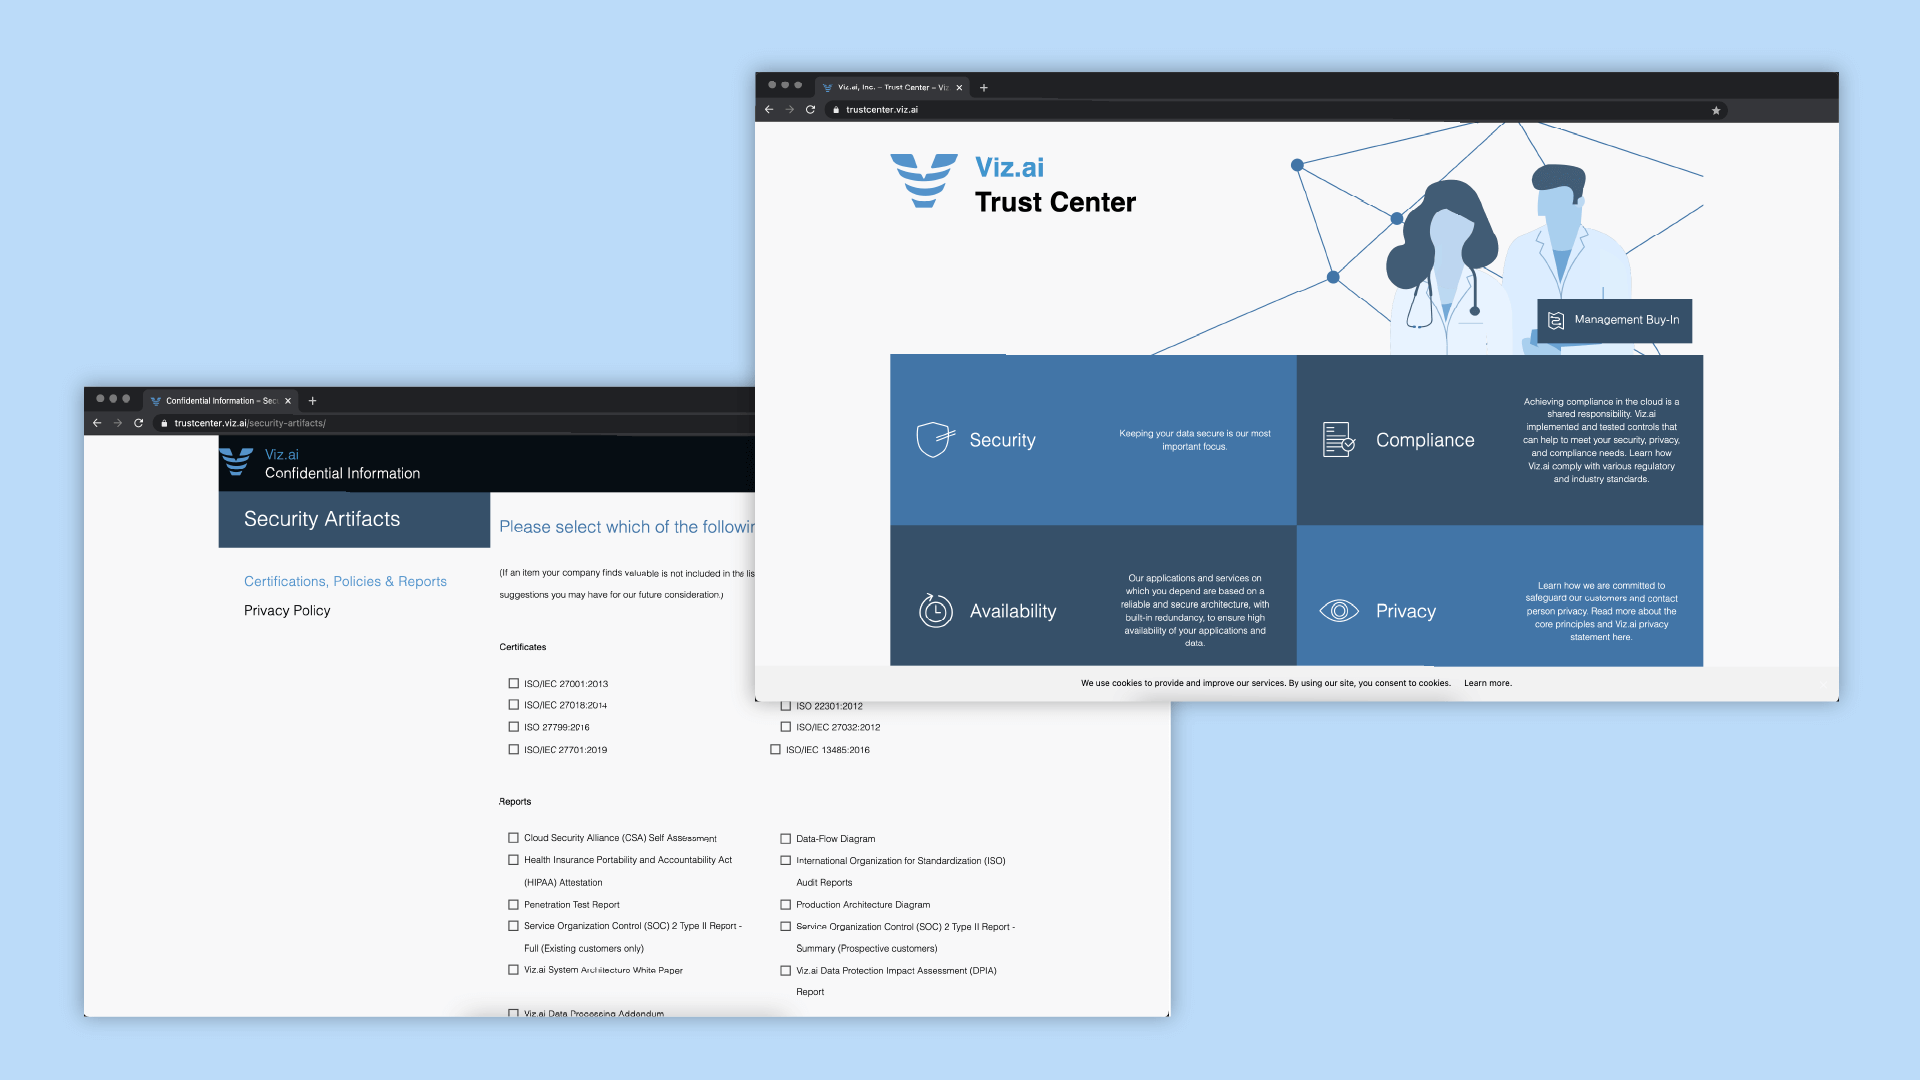 Viz.ai, Inc. – Trust Center – Viz
trustcenter.viz.ai
Viz.ai
Trust Center
Management Buy-In
Security
Keeping your data secure is our most
important focus.
Compliance
Achieving compliance in the cloud is a
shared responsibility. Viz.ai
implemented and tested controls that
can help to meet your security, privacy,
and compliance needs. Learn how
Viz.ai comply with various regulatory
and industry standards.
Availability
Our applications and services on
which you depend are based on a
reliable and secure architecture, with
built-in redundancy, to ensure high
availability of your applications and
data.
Privacy
Learn how we are committed to
safeguard our customers and contact
person privacy. Read more about the
core principles and Viz.ai privacy
statement here.
We use cookies to provide and improve our services. By using our site, you consent to cookies. Learn more.
Confidential Information – Sec
trustcenter.viz.ai/security-artifacts/
Viz.ai
Confidential Information
Security Artifacts
Certifications, Policies & Reports
Privacy Policy
Please select which of the followin
(If an item your company finds valuable is not included in the lis
suggestions you may have for our future consideration.)
Certificates
ISO/IEC 27001:2013
ISO/IEC 27018:2014
ISO 22301:2012
ISO 27799:2016
ISO/IEC 27032:2012
ISO/IEC 27701:2019
ISO/IEC 13485:2016
Reports
Cloud Security Alliance (CSA) Self Assessment
Health Insurance Portability and Accountability Act
(HIPAA) Attestation
Penetration Test Report
Service Organization Control (SOC) 2 Type II Report -
Full (Existing customers only)
Viz.ai System Architecture White Paper
Viz.ai Data Processing Addendum
Data-Flow Diagram
International Organization for Standardization (ISO)
Audit Reports
Production Architecture Diagram
Service Organization Control (SOC) 2 Type II Report -
Summary (Prospective customers)
Viz.ai Data Protection Impact Assessment (DPIA)
Report